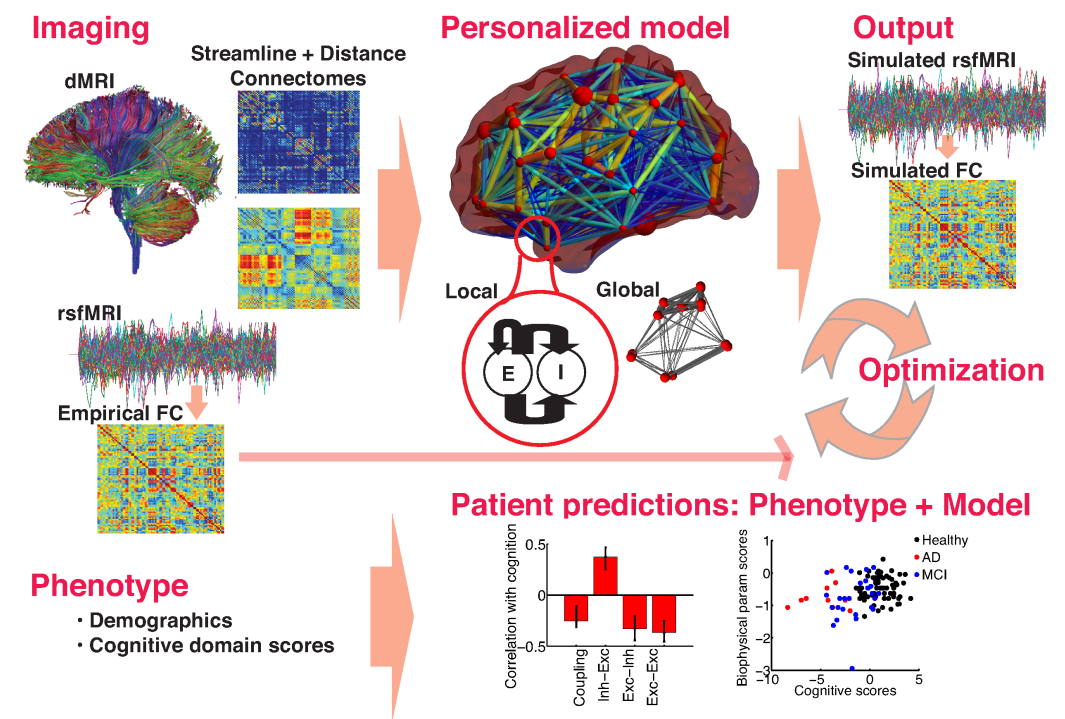 Imaging
Streamline + Distance
Connectomes
dMRI
rsfMRI
Empirical FC
Personalized model
Local
Global
E
I
Output
Simulated rsfMRI
Simulated FC
Optimization
Phenotype
· Demographics
· Cognitive domain scores
Patient predictions: Phenotype + Model
Correlation with cognition
0.5
0
−0.5
Coupling
Inh−Exc
Exc−Inh
Exc−Exc
Biophysical param scores
1
0
−1
−2
−3
−10
−5
0
5
Cognitive scores
Healthy
AD
MCI